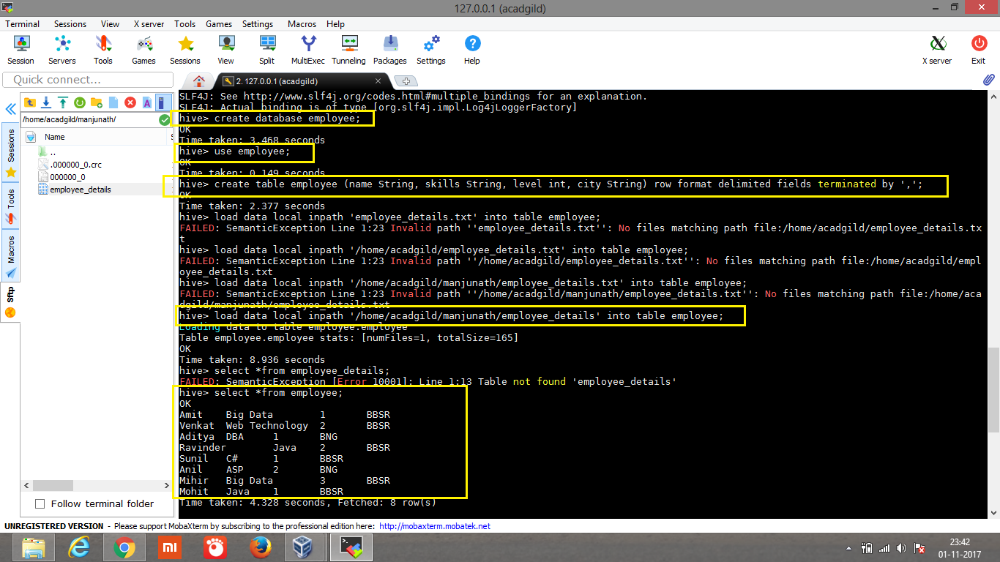 127.0.0.1 (acadgild)
Terminal Sessions View X server Tools Games Settings Macros Help
Session Servers Tools Games Sessions View Split MultiExec Tunneling Packages Settings Help X server Exit
Quick connect...
2. 127.0.0.1 (acadgild)
/home/acadgild/manjunath/
Name
..
.000000_0.crc
000000_0
employee_details
Sessions
Tools
Macros
Sftp
Follow terminal folder
SLF4J: See http://www.slf4j.org/codes.html#multiple_bindings for an explanation.
SLF4J: Actual binding is of type [org.slf4j.impl.Log4jLoggerFactory]
hive> create database employee;
OK
Time taken: 3.468 seconds
hive> use employee;
OK
Time taken: 0.149 seconds
hive> create table employee (name String, skills String, level int, city String) row format delimited fields terminated by ',';
OK
Time taken: 2.377 seconds
hive> load data local inpath 'employee_details.txt' into table employee;
FAILED: SemanticException Line 1:23 Invalid path ''employee_details.txt'': No files matching path file:/home/acadgild/employee_details.tx
t
hive> load data local inpath '/home/acadgild/employee_details.txt' into table employee;
FAILED: SemanticException Line 1:23 Invalid path ''/home/acadgild/employee_details.txt'': No files matching path file:/home/acadgild/empl
oyee_details.txt
hive> load data local inpath '/home/acadgild/manjunath/employee_details.txt' into table employee;
FAILED: SemanticException Line 1:23 Invalid path ''/home/acadgild/manjunath/employee_details.txt'': No files matching path file:/home/aca
dgild/manjunath/employee_details.txt
hive> load data local inpath '/home/acadgild/manjunath/employee_details' into table employee;
Loading data to table employee.employee
Table employee.employee stats: [numFiles=1, totalSize=165]
OK
Time taken: 8.936 seconds
hive> select *from employee_details;
FAILED: SemanticException [Error 10001]: Line 1:13 Table not found 'employee_details'
hive> select *from employee;
OK
Amit Big Data 1 BBSR
Venkat Web Technology 2 BBSR
Aditya DBA 1 BNG
Ravinder Java 2 BBSR
Sunil C# 1 BBSR
Anil ASP 2 BNG
Mihir Big Data 3 BBSR
Mohit Java 1 BBSR
Time taken: 4.328 seconds, Fetched: 8 row(s)
UNREGISTERED VERSION - Please support MobaXterm by subscribing to the professional edition here: http://mobaxterm.mobatek.net
23:42
01-11-2017